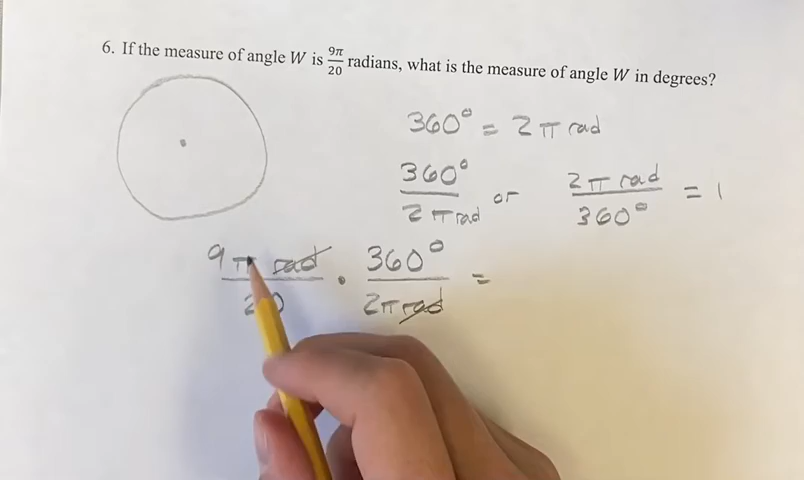 6. If the measure of angle W is 9π/20 radians, what is the measure of angle W in degrees?
360° = 2π rad
360°/2π rad or 2π rad/360° = 1
9π rad/20 · 360°/2π rad =